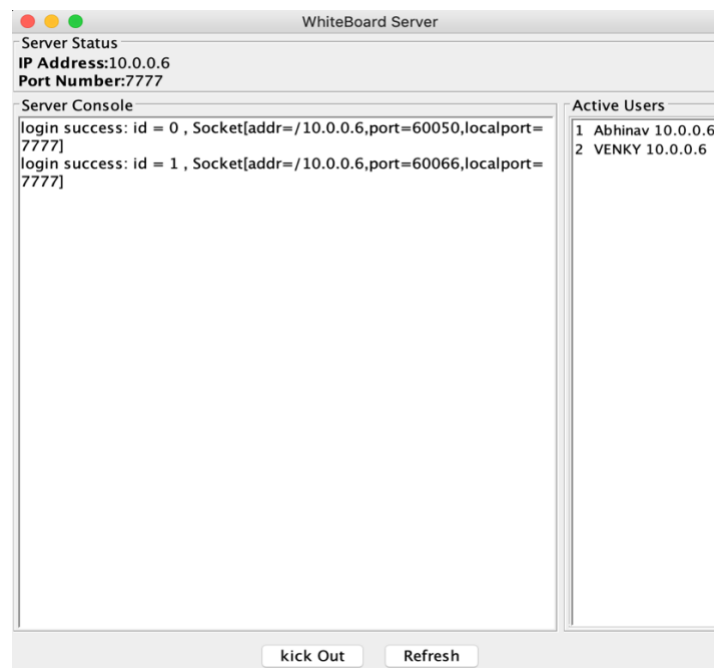 WhiteBoard Server
Server Status
IP Address:10.0.0.6
Port Number:7777
Server Console
login success: id = 0 , Socket[addr=/10.0.0.6,port=60050,localport=
7777]
login success: id = 1 , Socket[addr=/10.0.0.6,port=60066,localport=
7777]
Active Users
1 Abhinav 10.0.0.6
2 VENKY 10.0.0.6
kick Out
Refresh